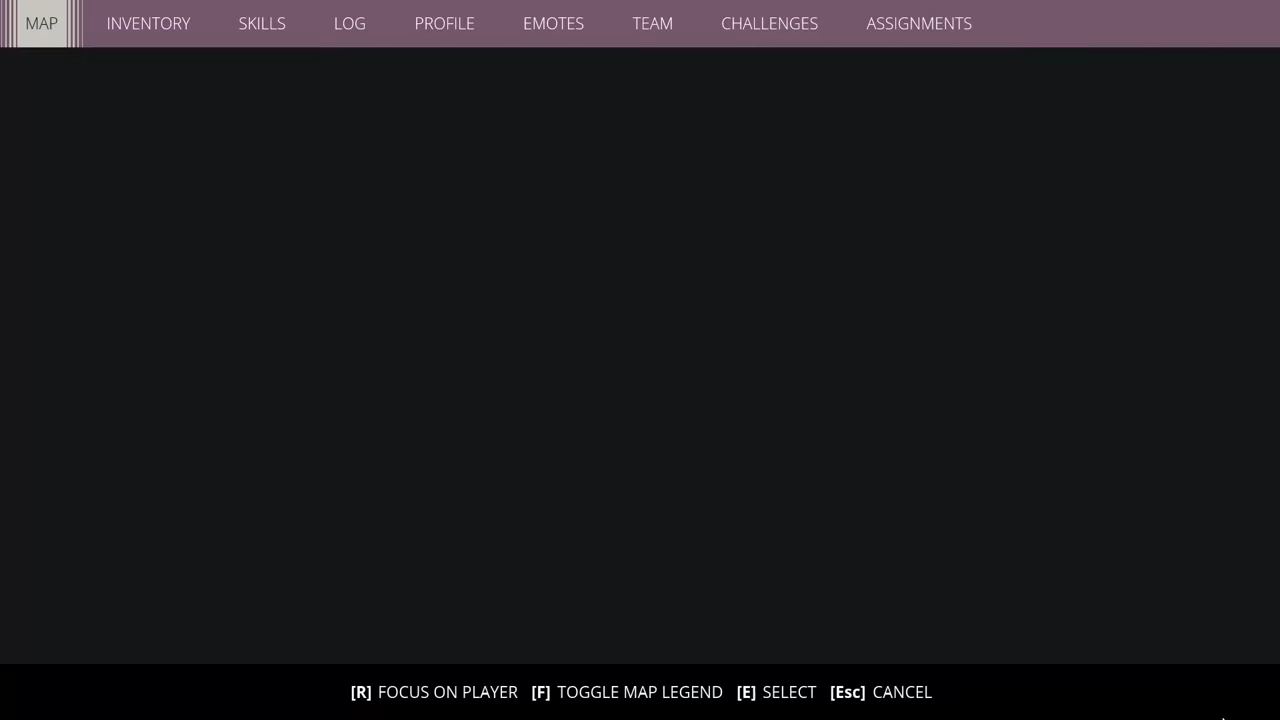 MAP INVENTORY SKILLS LOG PROFILE EMOTES TEAM CHALLENGES ASSIGNMENTS
[R] FOCUS ON PLAYER [F] TOGGLE MAP LEGEND [E] SELECT [Esc] CANCEL